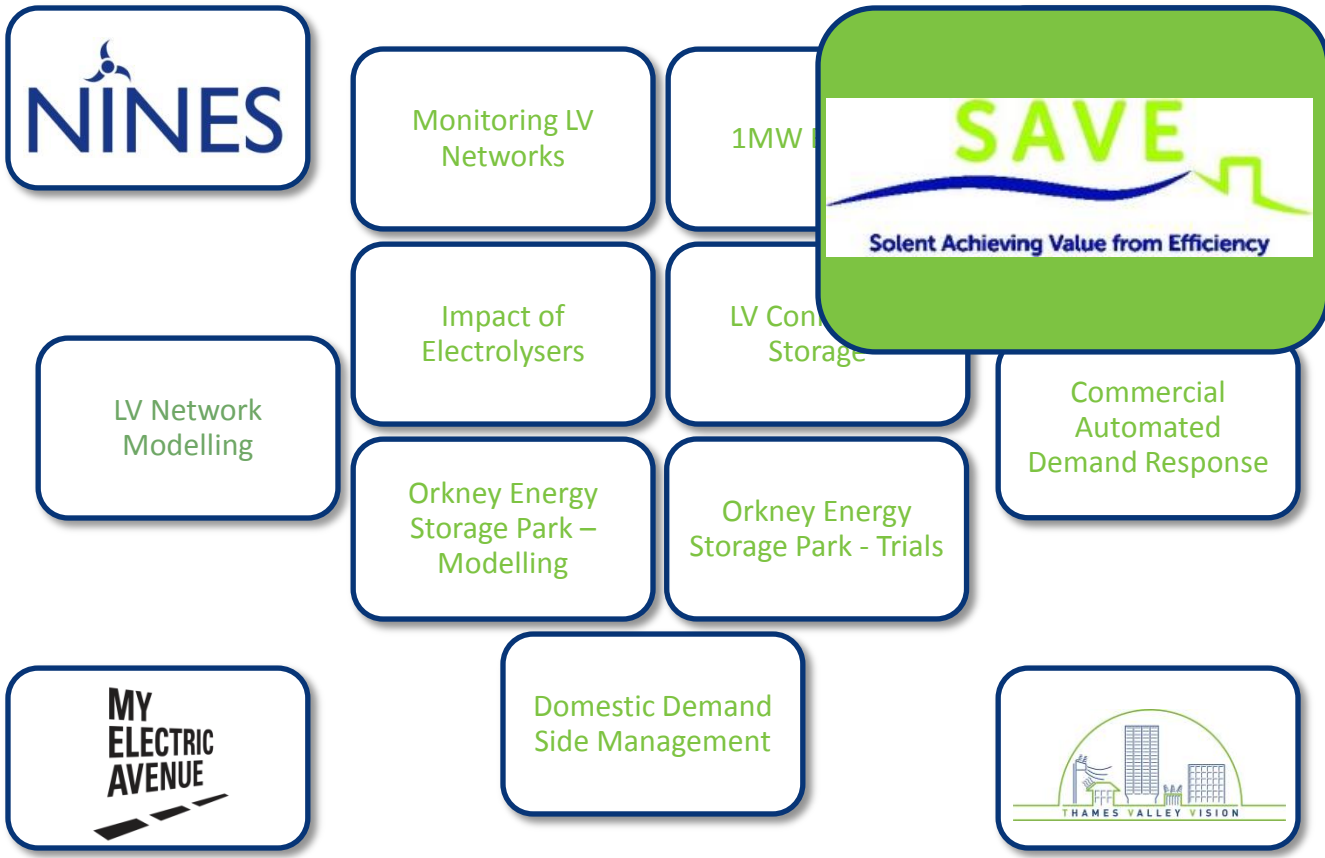 NINES
Monitoring LV
Networks
1MW
SAVE
Solent Achieving Value from Efficiency
Impact of
Electrolysers
LV
Storage
LV Network
Modelling
Commercial
Automated
Demand Response
Orkney Energy
Storage Park –
Modelling
Orkney Energy
Storage Park - Trials
MY
ELECTRIC
AVENUE
Domestic Demand
Side Management
THAMES VALLEY VISION